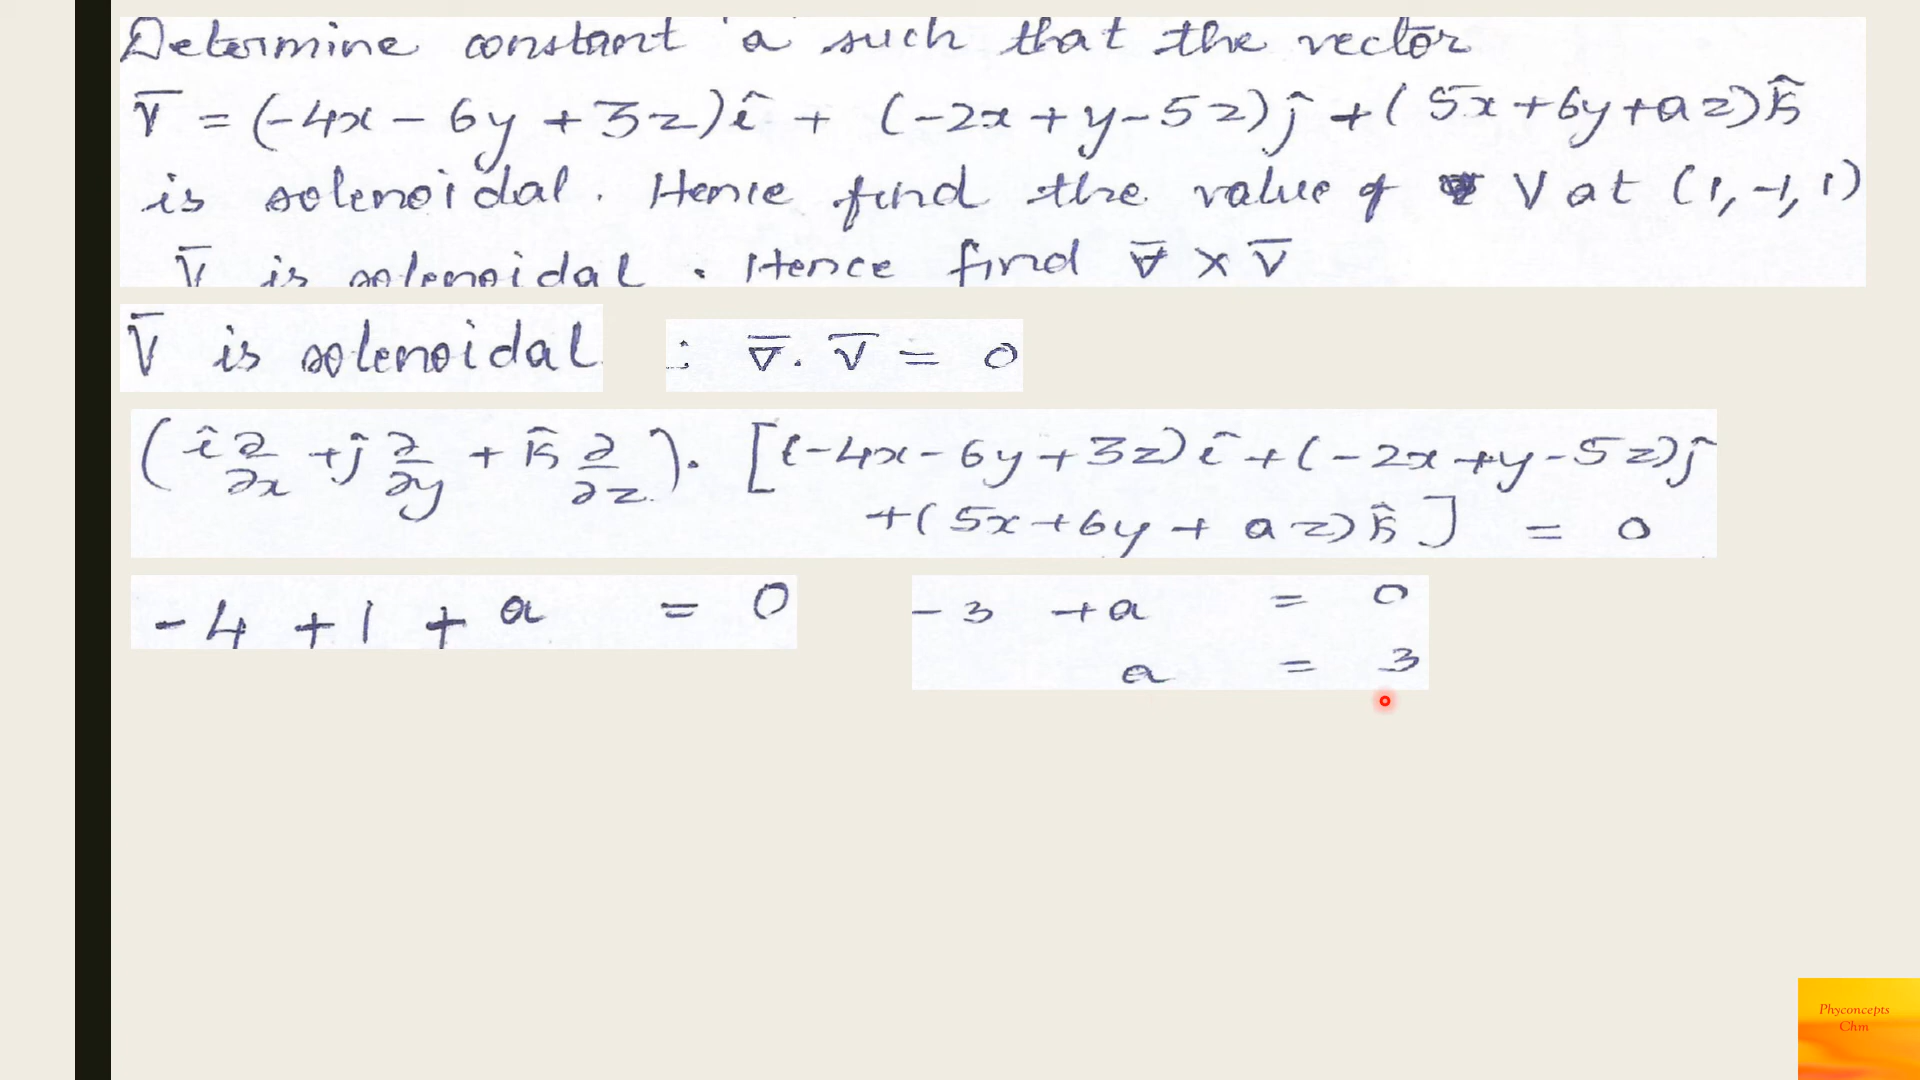 Determine constant 'a such that the vector
V̅ = (-4x - 6y + 3z)î + (-2x + y - 5z)ĵ + (5x + 6y + az)k̂
is solenoidal. Hence find the value of V at (1, -1, 1)
V̅ is solenoidal. Hence find ∇̅ × V̅
V̅ is solenoidal : ∇̅ . V̅ = 0
(î ∂/∂x + ĵ ∂/∂y + k̂ ∂/∂z) . [(-4x - 6y + 3z)î + (-2x + y - 5z)ĵ
+ (5x + 6y + az)k̂] = 0
-4 + 1 + a = 0 -3 + a = 0
a = 3
Phyconcepts
Chm